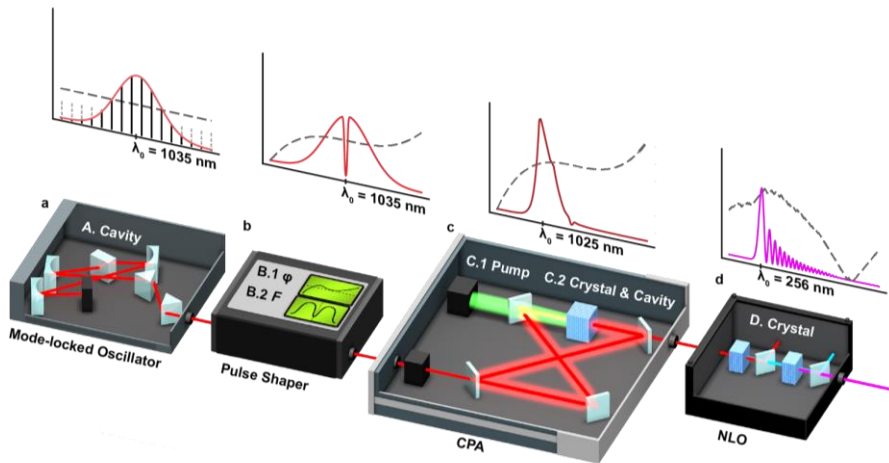 λ₀ = 1035 nm
λ₀ = 1035 nm
λ₀ = 1025 nm
λ₀ = 256 nm
a
A. Cavity
Mode-locked Oscillator
b
B.1 φ
B.2 F
Pulse Shaper
c
C.1 Pump
C.2 Crystal & Cavity
CPA
d
D. Crystal
NLO